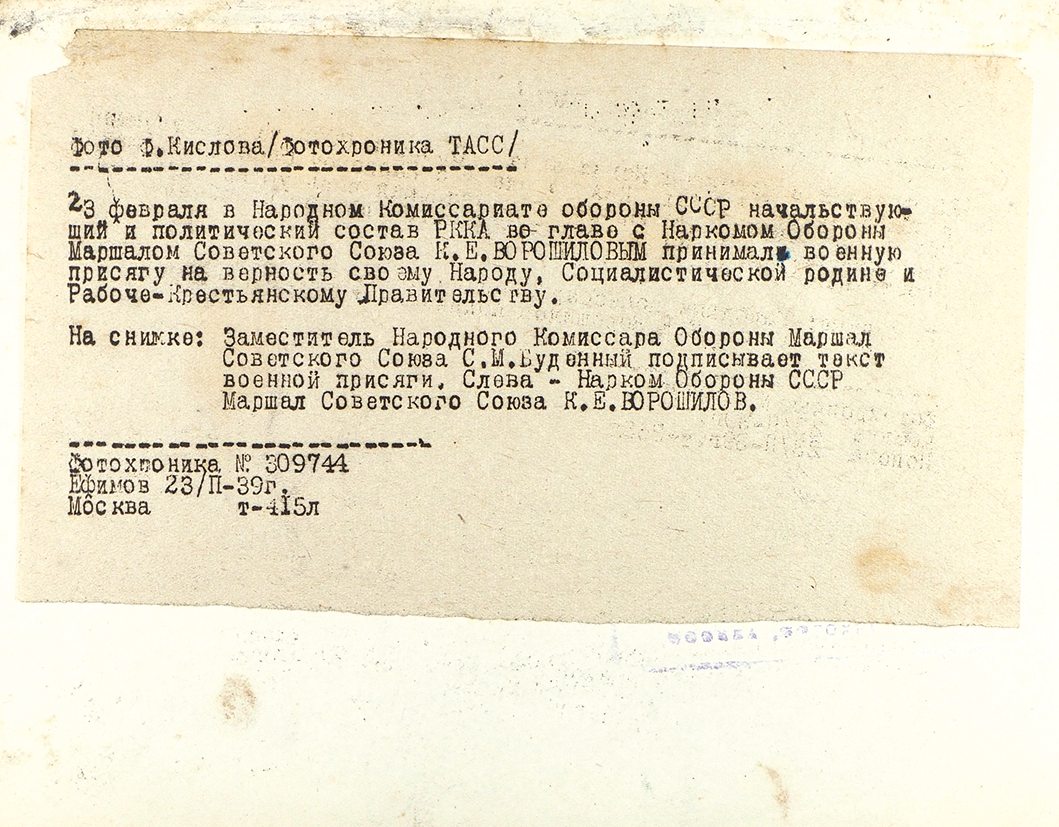 Фото Ф.Кислова/Фотохроника ТАСС/
23 февраля в Народном Комиссариате обороны СССР начальствую-
щий и политический состав РККА во главе с Наркомом Обороны
Маршалом Советского Союза К.Е.ВОРОШИЛОВЫМ принимал военную
присягу на верность своему Народу, Социалистической родине и
Рабоче-Крестьянскому Правительству.
На снимке: Заместитель Народного Комиссара Обороны Маршал
Советского Союза С.М.Буденный подписывает текст
военной присяги. Слева - Нарком Обороны СССР
Маршал Советского Союза К.Е.ВОРОШИЛОВ.
Фотохроника № 309744
Ефимов 23/П-39г.
Москва т-415л